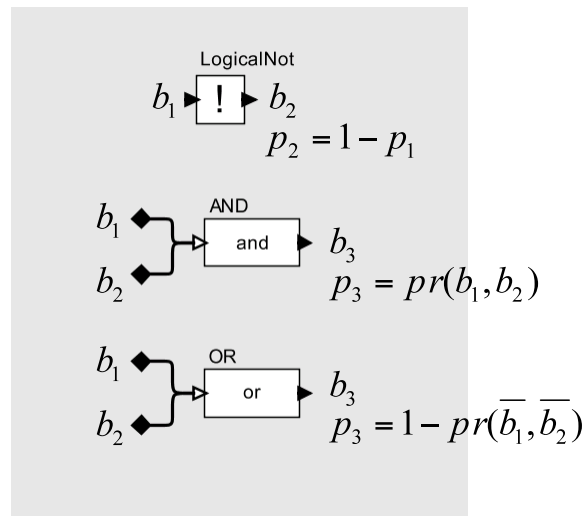 LogicalNot
b₁ ! b₂
p₂ = 1 − p₁
AND
b₁
and
b₃
b₂
p₃ = pr(b₁, b₂)
OR
b₁
or
b₃
b₂
p₃ = 1 − pr(b̅₁, b̅₂)